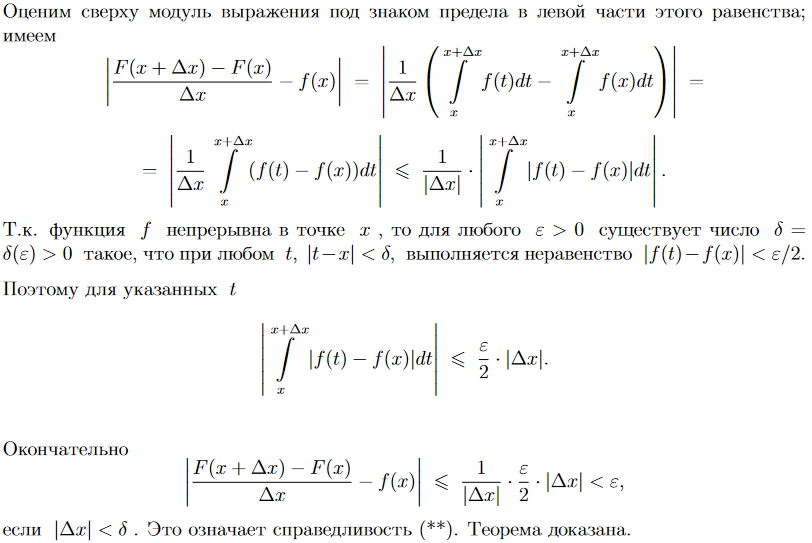 Оценим сверху модуль выражения под знаком предела в левой части этого равенства;
имеем
$$\left|\frac{F(x+\Delta x)-F(x)}{\Delta x}-f(x)\right| = \left|\frac{1}{\Delta x}\left(\int\limits_{x}^{x+\Delta x} f(t)dt - \int\limits_{x}^{x+\Delta x} f(x)dt\right)\right| =$$
$$= \left|\frac{1}{\Delta x}\int\limits_{x}^{x+\Delta x}(f(t)-f(x))dt\right| \leqslant \frac{1}{|\Delta x|}\cdot\left|\int\limits_{x}^{x+\Delta x}|f(t)-f(x)|dt\right|.$$
Т.к. функция $f$ непрерывна в точке $x$ , то для любого $\varepsilon > 0$ существует число $\delta =$
$\delta(\varepsilon) > 0$ такое, что при любом $t$, $|t-x| < \delta$, выполняется неравенство $|f(t)-f(x)| < \varepsilon/2$.
Поэтому для указанных $t$
$$\left|\int\limits_{x}^{x+\Delta x}|f(t)-f(x)|dt\right| \leqslant \frac{\varepsilon}{2}\cdot|\Delta x|.$$
Окончательно
$$\left|\frac{F(x+\Delta x)-F(x)}{\Delta x}-f(x)\right| \leqslant \frac{1}{|\Delta x|}\cdot\frac{\varepsilon}{2}\cdot|\Delta x| < \varepsilon,$$
если $|\Delta x| < \delta$ . Это означает справедливость (**). Теорема доказана.